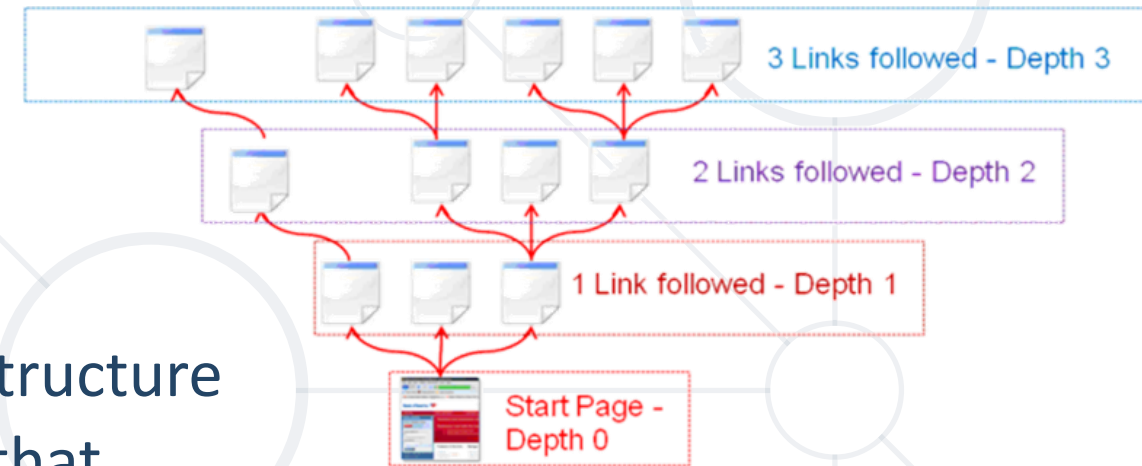 3 Links followed - Depth 3
2 Links followed - Depth 2
1 Link followed - Depth 1
tructure
Start Page -
Depth 0
that